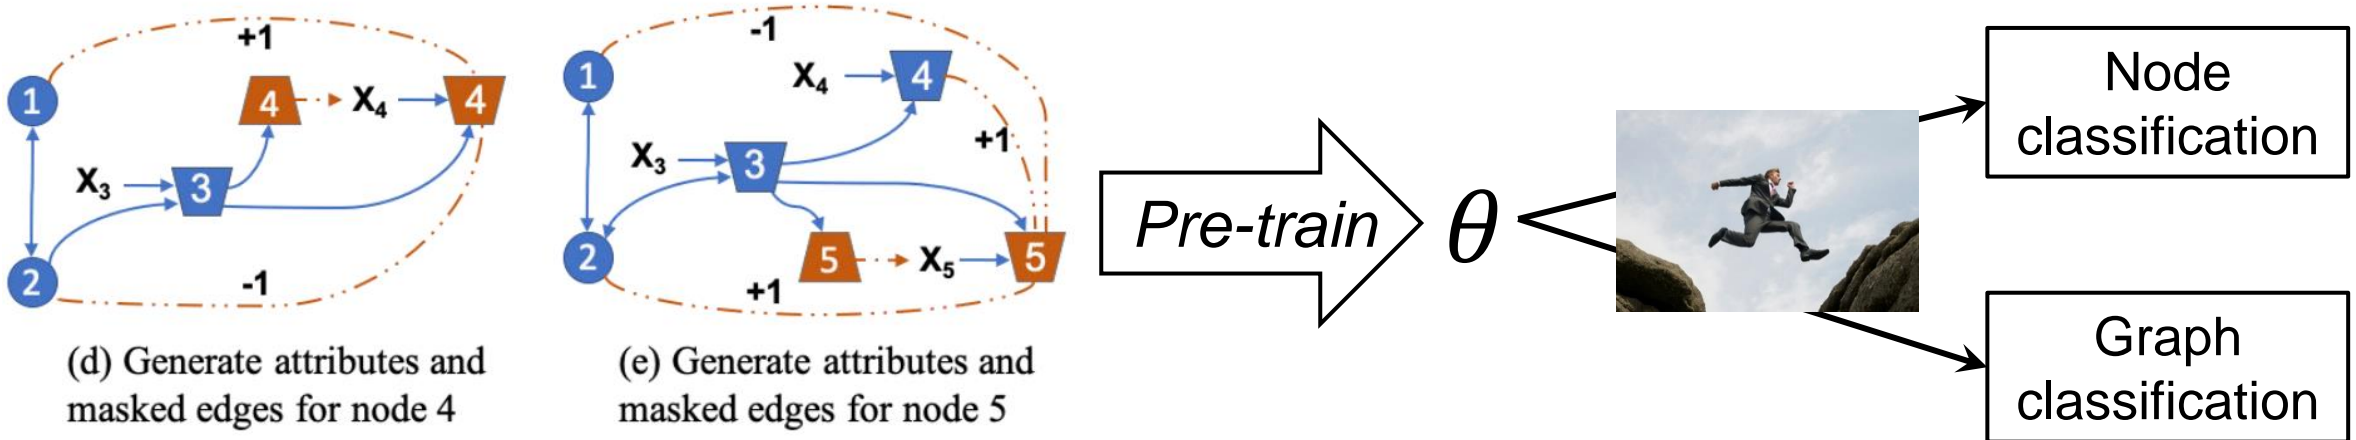 +1
1
4
X4
4
X3
3
2
-1
(d) Generate attributes and
masked edges for node 4
-1
1
X4
4
+1
X3
3
2
5
X5
5
+1
(e) Generate attributes and
masked edges for node 5
Pre-train
θ
Node
classification
Graph
classification